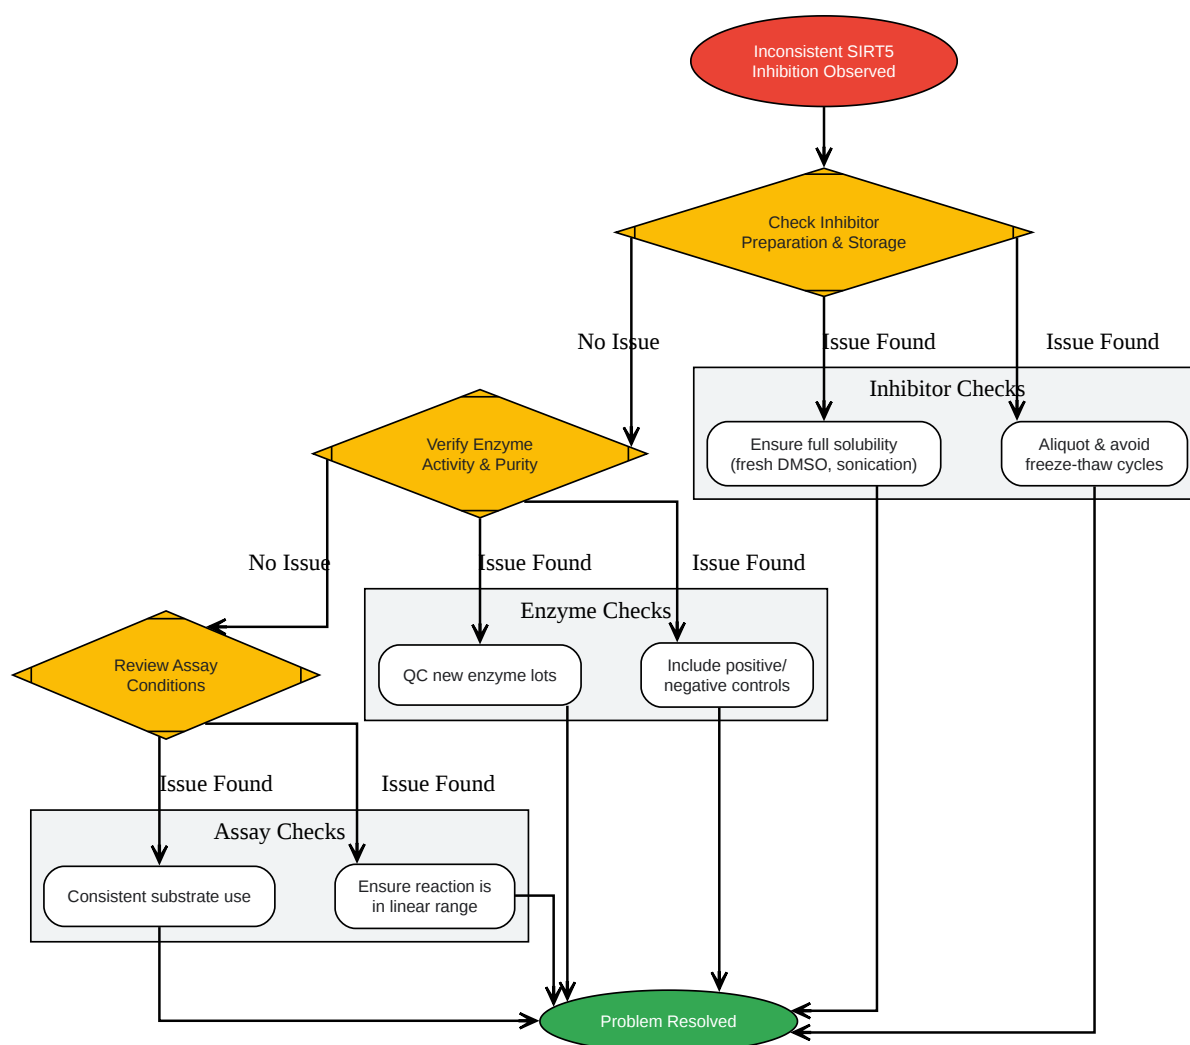 Inconsistent SIRT5
Inhibition Observed
Check Inhibitor
Preparation & Storage
No Issue
Issue Found
Issue Found
Inhibitor Checks
Ensure full solubility
(fresh DMSO, sonication)
Aliquot & avoid
freeze-thaw cycles
Verify Enzyme
Activity & Purity
No Issue
Issue Found
Issue Found
Enzyme Checks
QC new enzyme lots
Include positive/
negative controls
Review Assay
Conditions
Issue Found
Issue Found
Assay Checks
Consistent substrate use
Ensure reaction is
in linear range
Problem Resolved